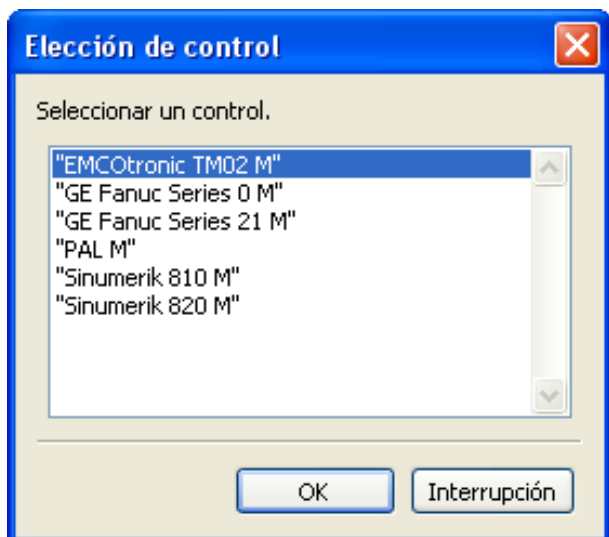 Elección de control
Seleccionar un control.
"EMCOtronic TM02 M"
"GE Fanuc Series 0 M"
"GE Fanuc Series 21 M"
"PAL M"
"Sinumerik 810 M"
"Sinumerik 820 M"
OK Interrupción